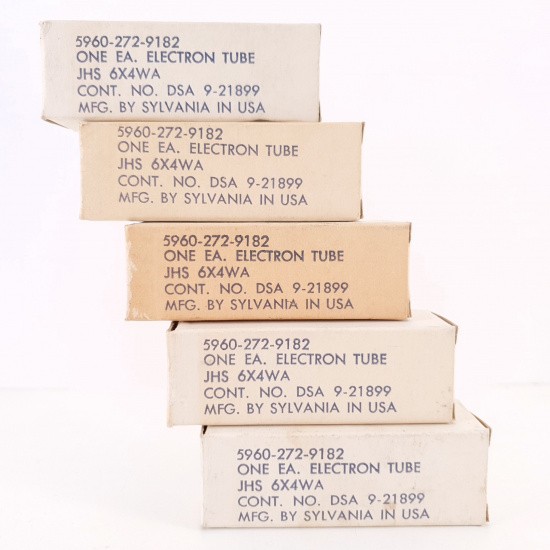 5960-272-9182
ONE EA. ELECTRON TUBE
JHS 6X4WA
CONT. NO. DSA 9-21899
MFG. BY SYLVANIA IN USA
5960-272-9182
ONE EA. ELECTRON TUBE
JHS 6X4WA
CONT. NO. DSA 9-21899
MFG. BY SYLVANIA IN USA
5960-272-9182
ONE EA. ELECTRON TUBE
JHS 6X4WA
CONT. NO. DSA 9-21899
MFG. BY SYLVANIA IN USA
5960-272-9182
ONE EA. ELECTRON TUBE
JHS 6X4WA
CONT. NO. DSA 9-21899
MFG. BY SYLVANIA IN USA
5960-272-9182
ONE EA. ELECTRON TUBE
JHS 6X4WA
CONT. NO. DSA 9-21899
MFG. BY SYLVANIA IN USA